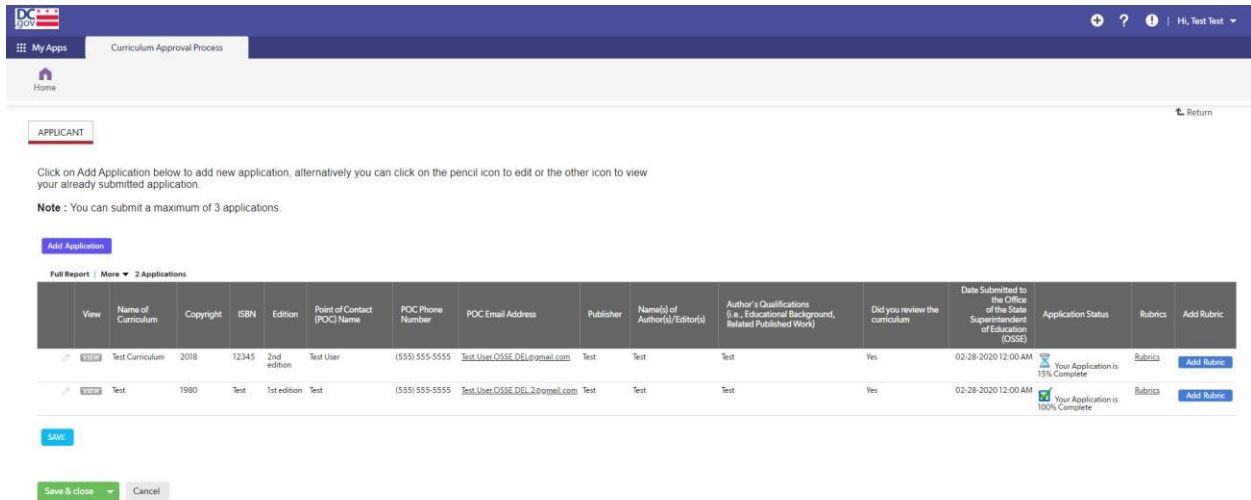 DC★★★
.gov
Hi, Test Test
My Apps
Curriculum Approval Process
Home
Return
APPLICANT
Click on Add Application below to add new application, alternatively you can click on the pencil icon to edit or the other icon to view
your already submitted application.
Note : You can submit a maximum of 3 applications.
Add Application
Full Report | More ▼ 2 Applications
View Name of Curriculum Copyright ISBN Edition Point of Contact (POC) Name POC Phone Number POC Email Address Publisher Name(s) of Author(s)/Editor(s) Author's Qualifications (i.e., Educational Background, Related Published Work) Did you review the curriculum Date Submitted to the Office of the State Superintendent of Education (OSSE) Application Status Rubrics Add Rubric
VIEW Test Curriculum 2018 12345 2nd edition Test User (555) 555-5555 Test.User.OSSE.DEL@gmail.com Test Test Test Yes 02-28-2020 12:00 AM Your Application is 15% Complete Rubrics Add Rubric
VIEW Test 1980 Test 1st edition Test (555) 555-5555 Test.User.OSSE.DEL.2@gmail.com Test Test Test Yes 02-28-2020 12:00 AM Your Application is 100% Complete Rubrics Add Rubric
SAVE
Save & close
Cancel